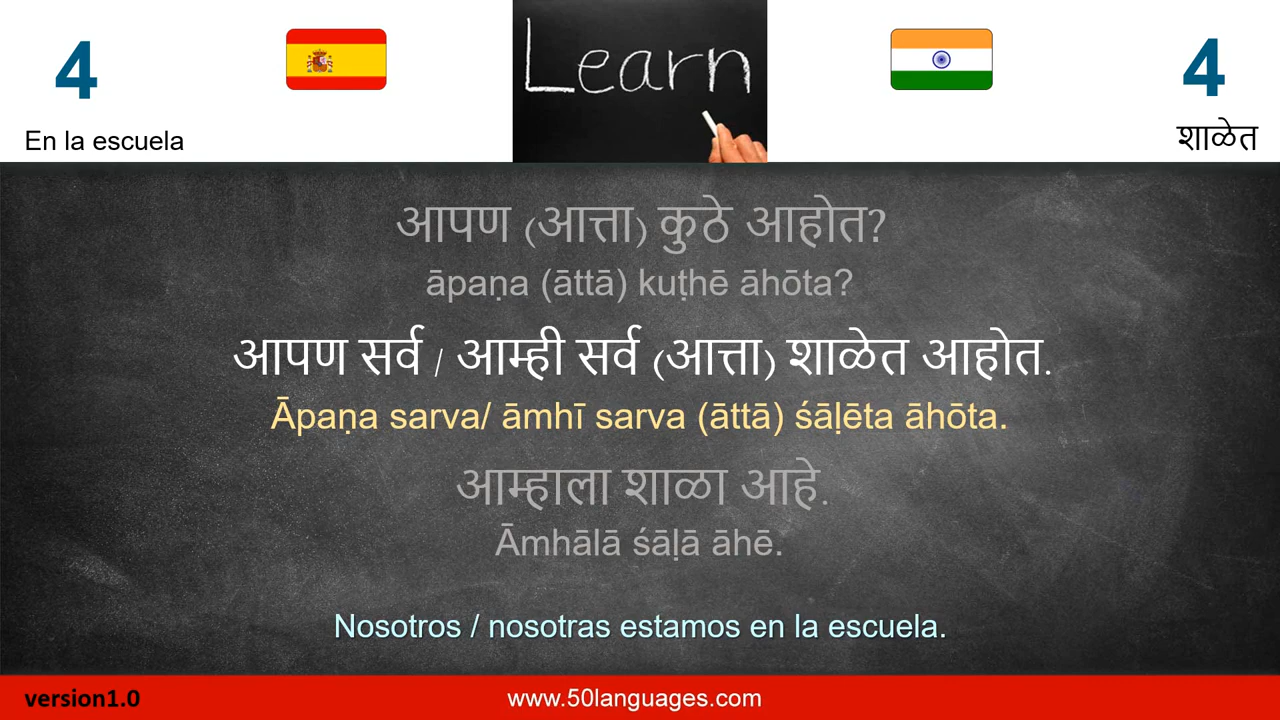 4
Learn
4
En la escuela
शाळेत
आपण (आत्ता) कुठे आहोत?
āpaṇa (āttā) kuṭhē āhōta?
आपण सर्व / आम्ही सर्व (आत्ता) शाळेत आहोत.
Āpaṇa sarva/ āmhī sarva (āttā) śāḷēta āhōta.
आम्हाला शाळा आहे.
Āmhālā śāḷā āhē.
Nosotros / nosotras estamos en la escuela.
version1.0
www.50languages.com